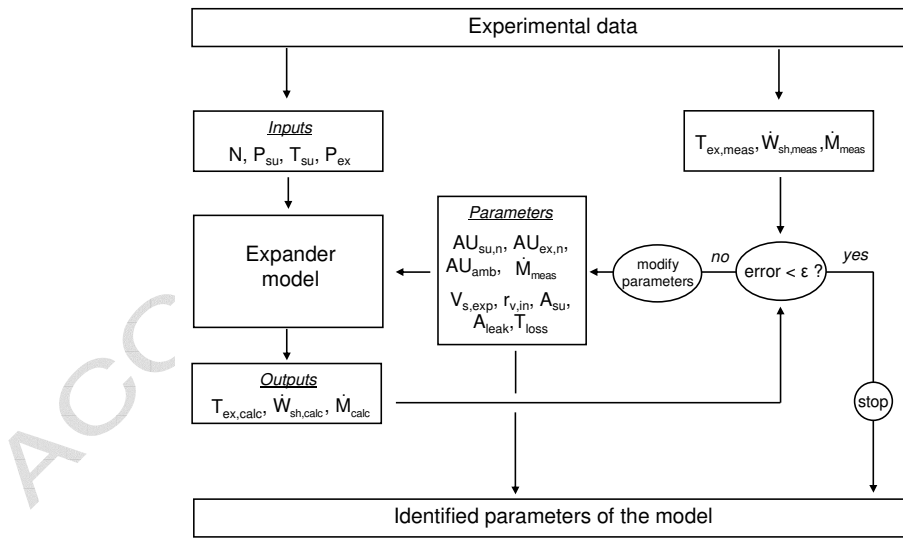 Experimental data
Inputs
N, P_su, T_su, P_ex
T_ex,meas, Ẇ_sh,meas, Ṁ_meas
Expander
model
Parameters
AU_su,n, AU_ex,n,
AU_amb, Ṁ_meas
V_s,exp, r_v,in, A_su,
A_leak, T_loss
modify
parameters
no
error < ε ?
yes
Outputs
T_ex,calc, Ẇ_sh,calc, Ṁ_calc
stop
Identified parameters of the model
ACC